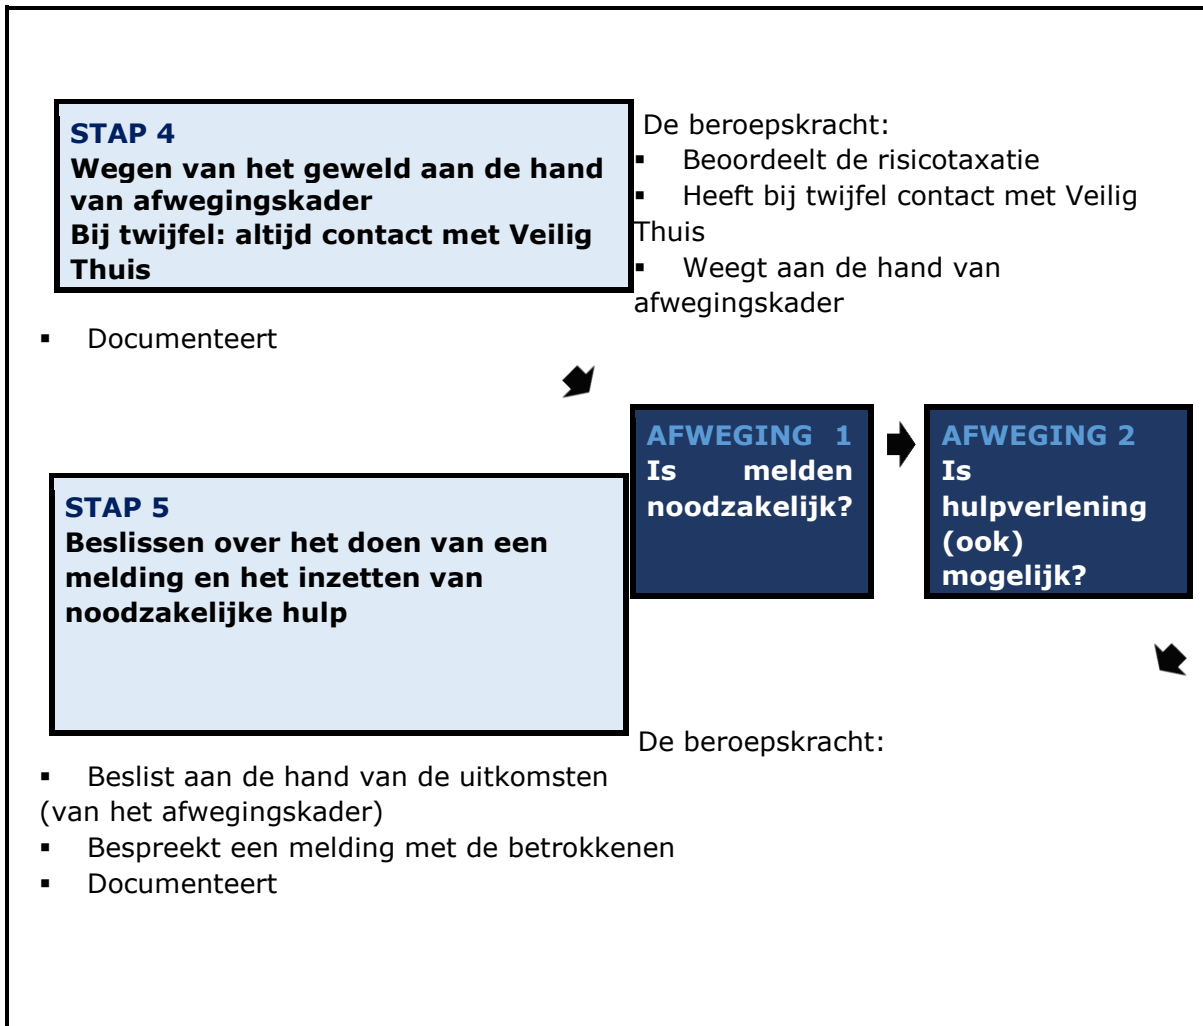 STAP 4
Wegen van het geweld aan de hand
van afwegingskader
Bij twijfel: altijd contact met Veilig
Thuis
De beroepskracht:
▪ Beoordeelt de risicotaxatie
▪ Heeft bij twijfel contact met Veilig
Thuis
▪ Weegt aan de hand van
afwegingskader
▪ Documenteert
AFWEGING 1
Is melden
noodzakelijk?
AFWEGING 2
Is
hulpverlening
(ook)
mogelijk?
STAP 5
Beslissen over het doen van een
melding en het inzetten van
noodzakelijke hulp
De beroepskracht:
▪ Beslist aan de hand van de uitkomsten
(van het afwegingskader)
▪ Bespreekt een melding met de betrokkenen
▪ Documenteert